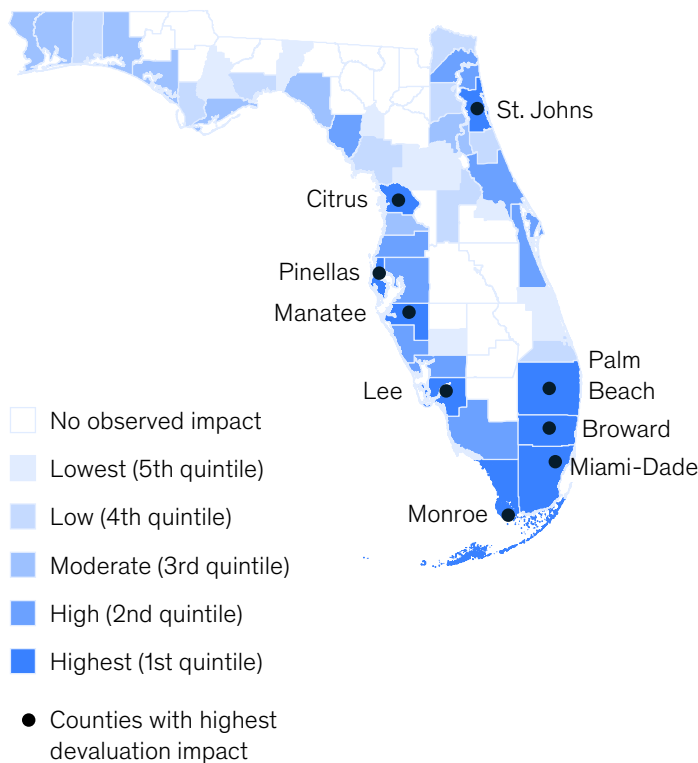 St. Johns
Citrus
Pinellas
Manatee
Lee
Palm
Beach
Broward
Miami-Dade
Monroe
No observed impact
Lowest (5th quintile)
Low (4th quintile)
Moderate (3rd quintile)
High (2nd quintile)
Highest (1st quintile)
Counties with highest
devaluation impact